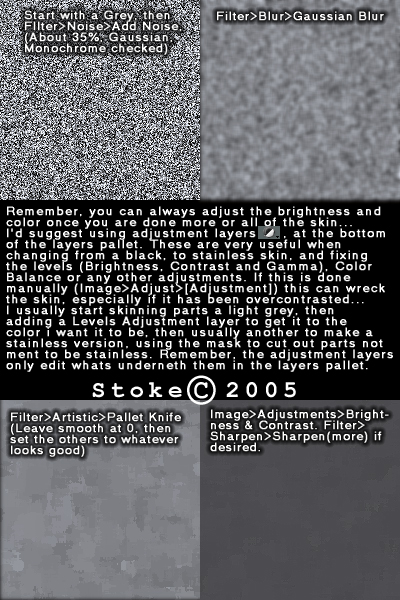 Start with a Grey, then
Filter>Noise>Add Noise.
(About 35%, Gaussian,
Monochrome checked)
Filter>Blur>Gaussian Blur
Remember, you can always adjust the brightness and
color once you are done more or all of the skin...
I'd suggest using adjustment layers , at the bottom
of the layers pallet. These are very useful when
changing from a black, to stainless skin, and fixing
the levels (Brightness, Contrast and Gamma), Color
Balance or any other adjustments. If this is done
manually (Image>Adjust>[Adjustment]) this can wreck
the skin, especially if it has been overcontrasted...
I usually start skinning parts a light grey, then
adding a Levels Adjustment layer to get it to the
color i want it to be, then usually another to make a
stainless version, using the mask to cut out parts not
ment to be stainless. Remember, the adjustment layers
only edit whats underneth them in the layers pallet.
Stoke© 2005
Filter>Artistic>Pallet Knife
(Leave smooth at 0, then
set the others to whatever
looks good)
Image>Adjustments>Bright-
ness & Contrast. Filter>
Sharpen>Sharpen(more) if
desired.